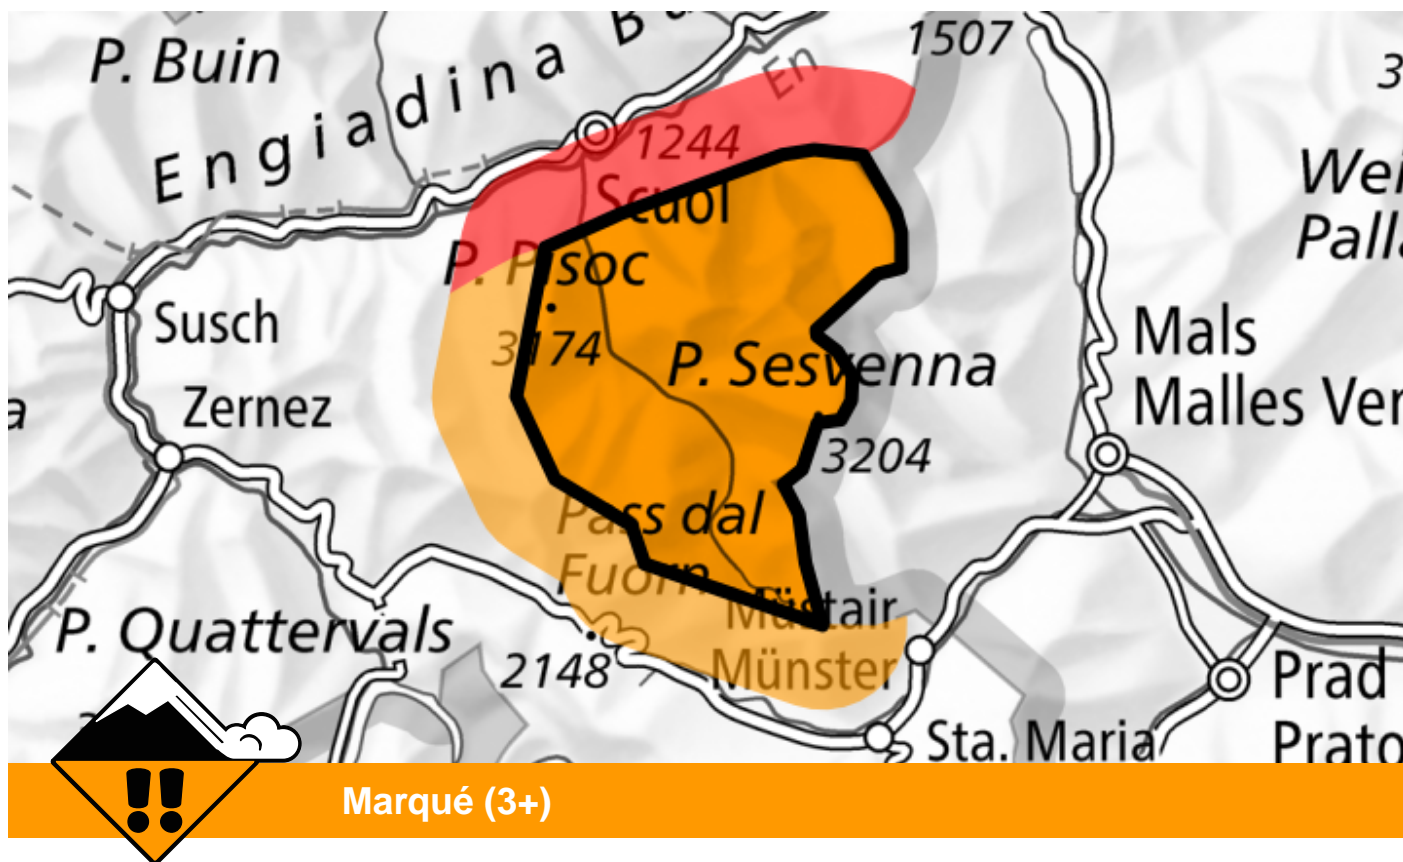 P. Buin
Engiadina B
En
1507
3
1244
Scuol
P. Pisoc
3174
Susch
Zernez
a
P. Sesvenna
3204
Mals
Malles Ver
Wei
Palla
Pass dal
Fuorn
2148
Müstair
Münster
P. Quattervals
Sta. Maria
Prad
Prato
Marqué (3+)